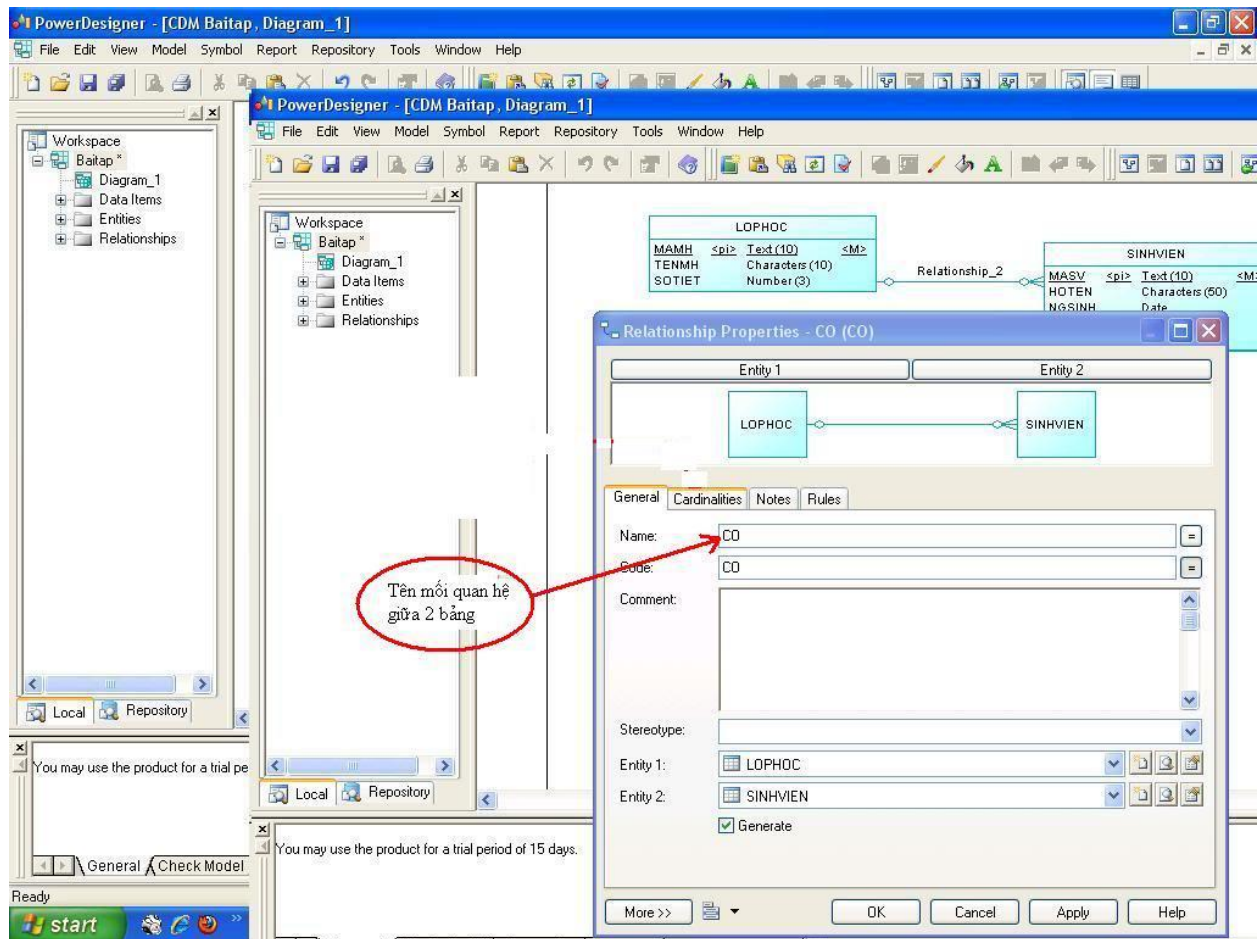 PowerDesigner - [CDM Baitap, Diagram_1]
File Edit View Model Symbol Report Repository Tools Window Help
Workspace
Baitap *
Diagram_1
Data Items
Entities
Relationships
Local Repository
You may use the product for a trial pe
General Check Model
Ready
start
PowerDesigner - [CDM Baitap, Diagram_1]
File Edit View Model Symbol Report Repository Tools Window Help
Workspace
Baitap *
Diagram_1
Data Items
Entities
Relationships
Local Repository
You may use the product for a trial period of 15 days.
LOPHOC
MAMH <pi> Text (10) <M>
TENMH Characters (10)
SOTIET Number (3)
Relationship_2
SINHVIEN
MASV <pi> Text (10) <M>
HOTEN Characters (50)
NGSINH Date
Relationship Properties - CO (CO)
Entity 1 Entity 2
LOPHOC SINHVIEN
General Cardinalities Notes Rules
Name: CO =
Code: CO =
Comment:
Stereotype:
Entity 1: LOPHOC
Entity 2: SINHVIEN
Generate
More >> OK Cancel Apply Help
Tên mối quan hệ
giữa 2 bảng